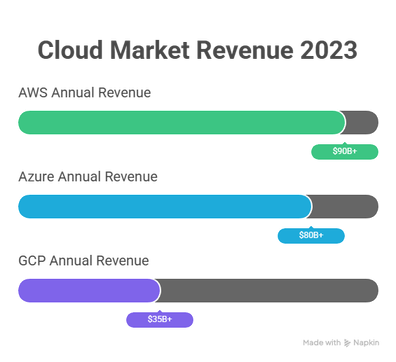 Cloud Market Revenue 2023
AWS Annual Revenue
$90B+
Azure Annual Revenue
$80B+
GCP Annual Revenue
$35B+
Made with Napkin